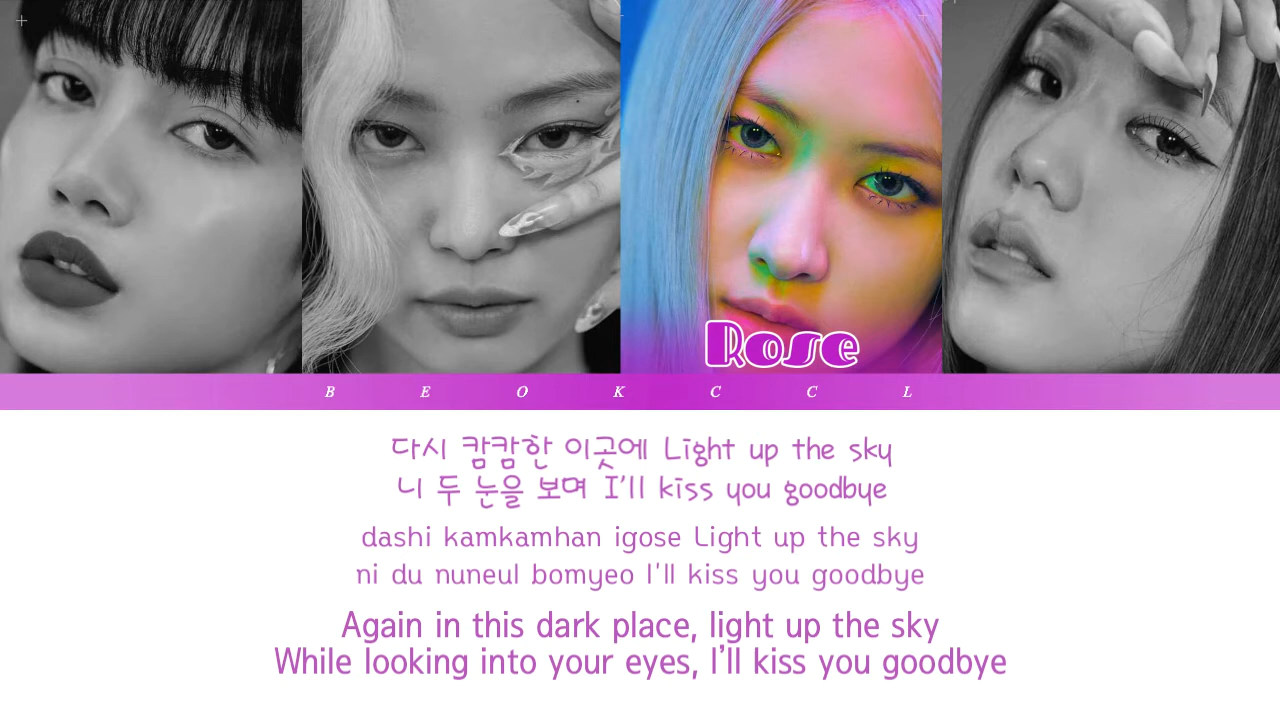 Rose
B E O K C C L
다시 캄캄한 이곳에 Light up the sky
니 두 눈을 보며 I'll kiss you goodbye
dashi kamkamhan igose Light up the sky
ni du nuneul bomyeo I'll kiss you goodbye
Again in this dark place, light up the sky
While looking into your eyes, I'll kiss you goodbye